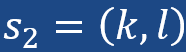 s₂ = (k, l)